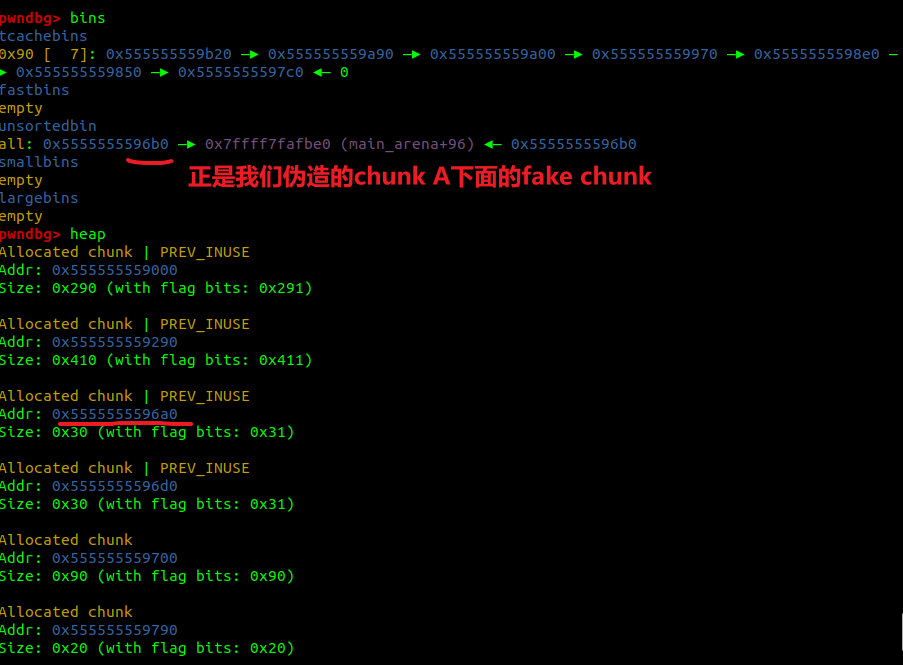 pwndbg> bins
tcachebins
0x90 [  7]: 0x555555559b20 —▸ 0x555555559a90 —▸ 0x555555559a00 —▸ 0x555555559970 —▸ 0x5555555598e0 —
▸ 0x555555559850 —▸ 0x5555555597c0 ◂— 0
fastbins
empty
unsortedbin
all: 0x5555555596b0 —▸ 0x7ffff7fafbe0 (main_arena+96) ◂— 0x5555555596b0
smallbins
正是我们伪造的chunk A下面的fake chunk
empty
largebins
empty
pwndbg> heap
Allocated chunk | PREV_INUSE
Addr: 0x555555559000
Size: 0x290 (with flag bits: 0x291)
Allocated chunk | PREV_INUSE
Addr: 0x555555559290
Size: 0x410 (with flag bits: 0x411)
Allocated chunk | PREV_INUSE
Addr: 0x5555555596a0
Size: 0x30 (with flag bits: 0x31)
Allocated chunk | PREV_INUSE
Addr: 0x5555555596d0
Size: 0x30 (with flag bits: 0x31)
Allocated chunk
Addr: 0x555555559700
Size: 0x90 (with flag bits: 0x90)
Allocated chunk
Addr: 0x555555559790
Size: 0x20 (with flag bits: 0x20)